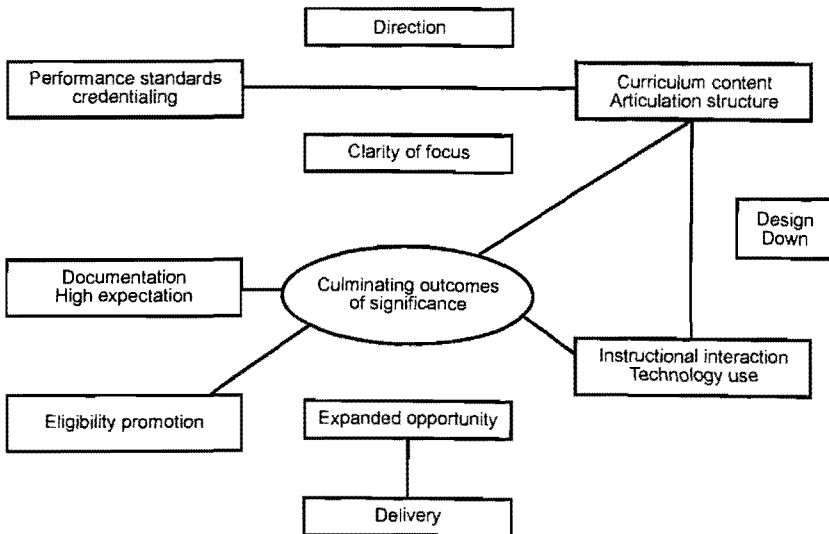 Direction
Performance standards
credentialing
Curriculum content
Articulation structure
Clarity of focus
Design
Down
Documentation
High expectation
Culminating outcomes
of significance
Instructional interaction
Technology use
Eligibility promotion
Expanded opportunity
Delivery